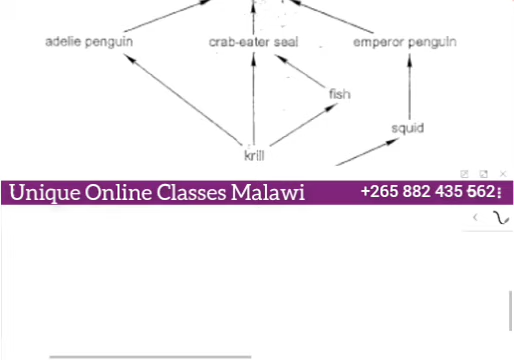 adelie penguin crab-eater seal emperor penguin
fish
squid
krill
Unique Online Classes Malawi +265 882 435 562